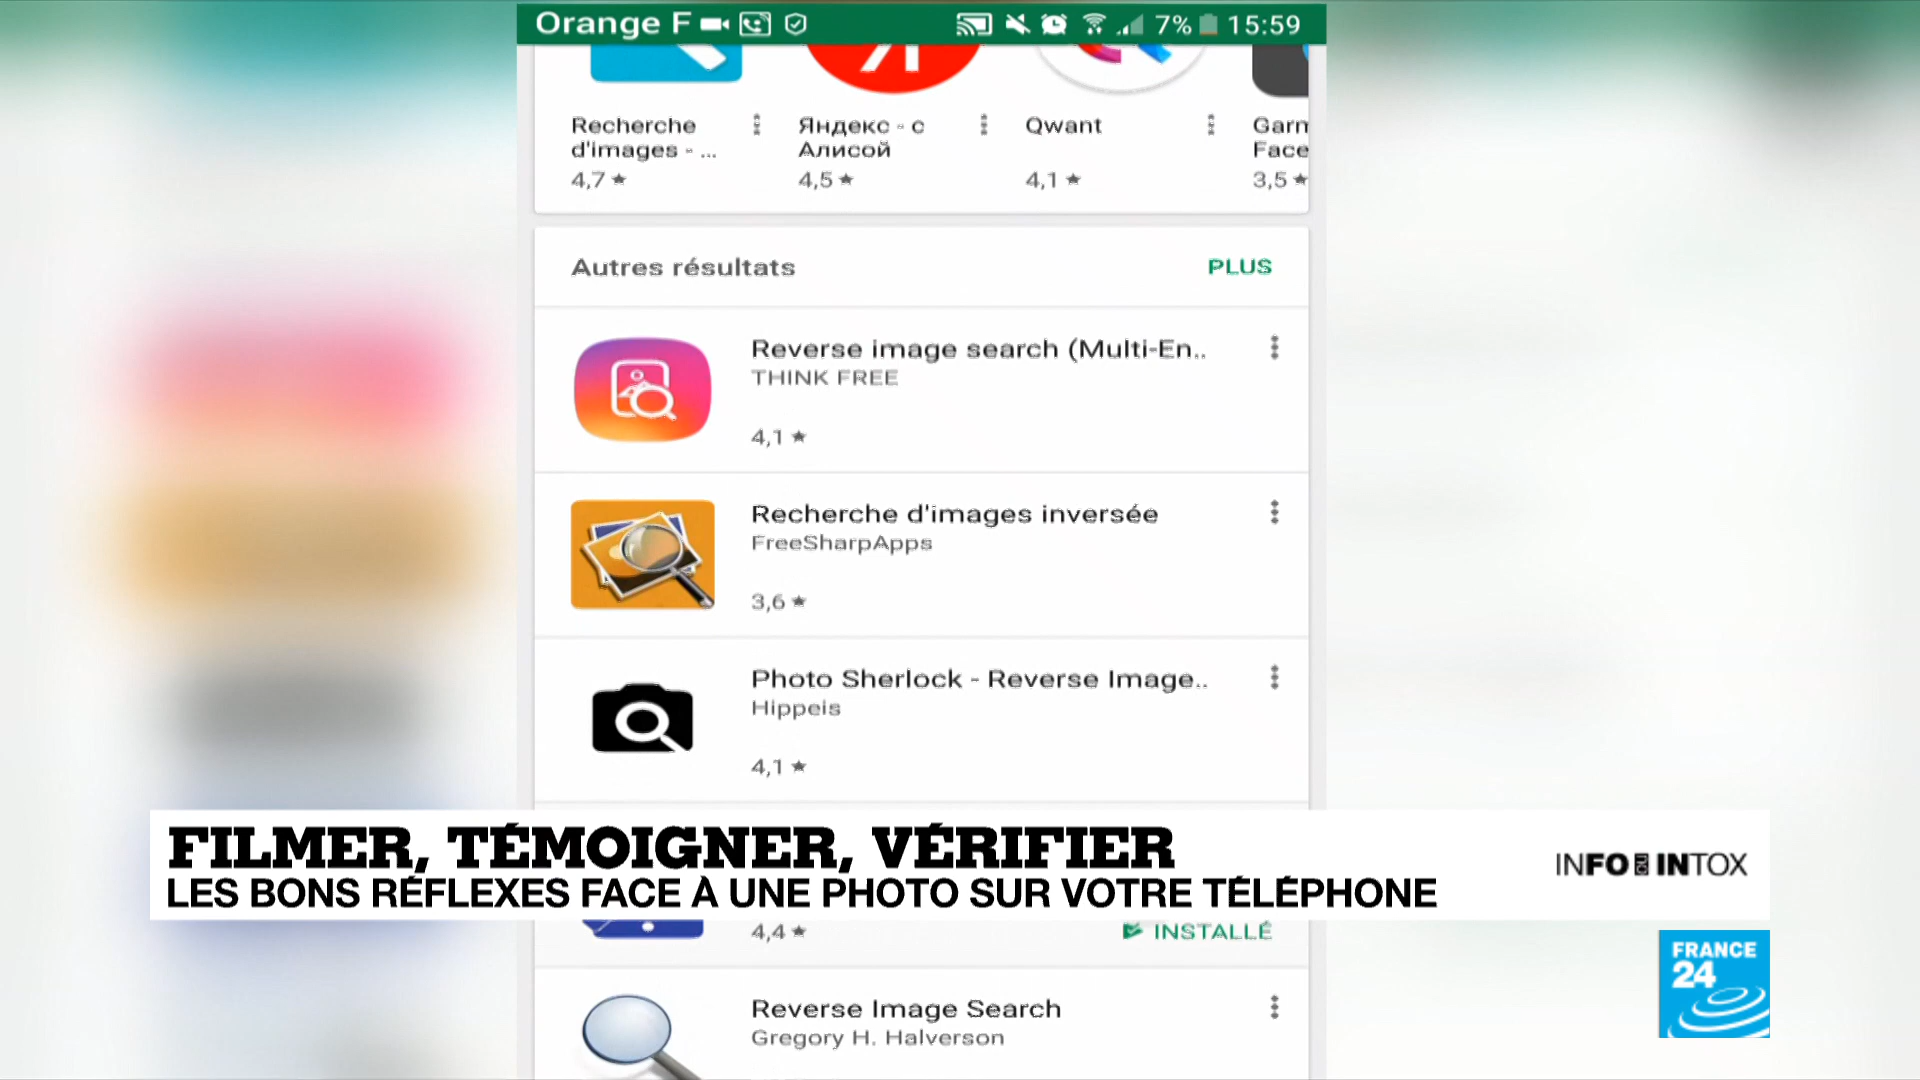 Orange F 7% 15:59
Recherche d'images - ...
4,7 ★
Яндекс - с Алисой
4,5 ★
Qwant
4,1 ★
Garm
Face
3,5 ★
Autres résultats
PLUS
Reverse image search (Multi-En..
THINK FREE
4,1 ★
Recherche d'images inversée
FreeSharpApps
3,6 ★
Photo Sherlock - Reverse Image..
Hippeis
4,1 ★
FILMER, TÉMOIGNER, VÉRIFIER
LES BONS RÉFLEXES FACE À UNE PHOTO SUR VOTRE TÉLÉPHONE
INFO OU INTOX
4,4 ★
INSTALLÉ
FRANCE
24
Reverse Image Search
Gregory H. Halverson